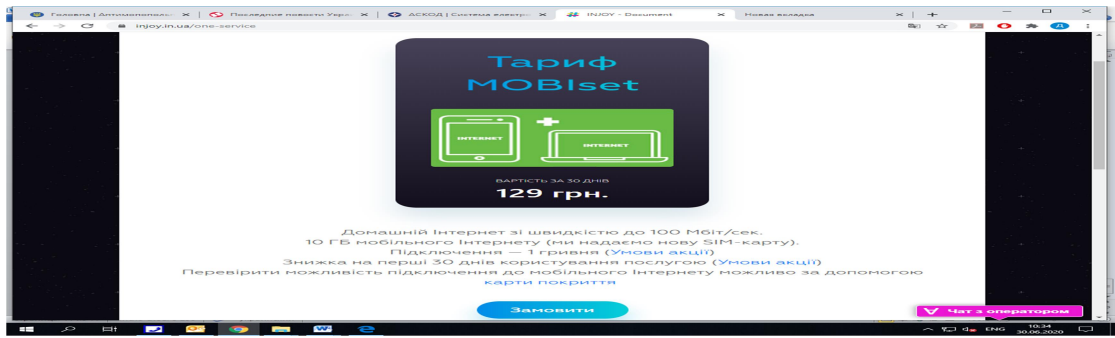 Головна | Антимонопольн
Последние новости Укра
АСКОД | Система електро
INJOY - Document
Новая вкладка
injoy.in.ua/one-service
Тариф
MOBIset
INTERNET
INTERNET
ВАРТІСТЬ ЗА 30 ДНІВ
129 грн.
Домашній Інтернет зі швидкістю до 100 Мбіт/сек.
10 ГБ мобільного Інтернету (ми надаємо нову SIM-карту).
Підключення — 1 гривня (Умови акції)
Знижка на перші 30 днів користування послугою (Умови акції)
Перевірити можливість підключення до мобільного Інтернету можливо за допомогою
карти покриття
Замовити
Чат з оператором
ENG
10:34
30.06.2020